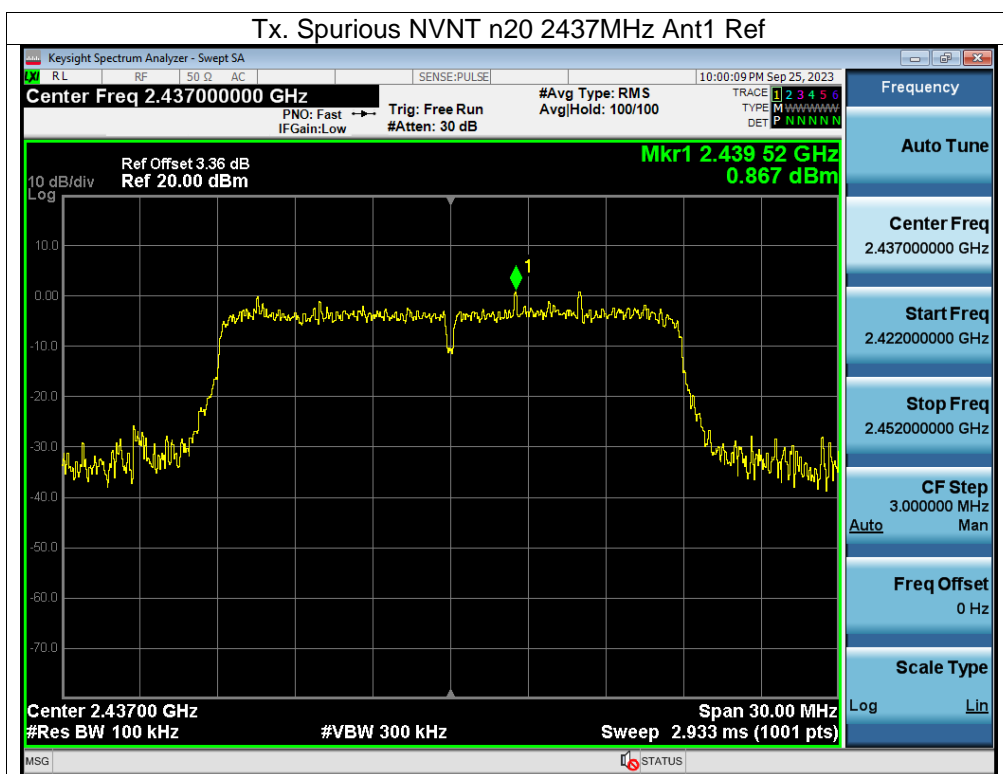 Tx. Spurious NVNT n20 2437MHz Ant1 Ref
Keysight Spectrum Analyzer - Swept SA
LXI RL RF 50 Ω AC SENSE:PULSE 10:00:09 PM Sep 25, 2023
Center Freq 2.437000000 GHz
PNO: Fast
IFGain:Low
Trig: Free Run
#Atten: 30 dB
#Avg Type: RMS
Avg|Hold: 100/100
TRACE 1 2 3 4 5 6
TYPE M W W W W W
DET P N N N N N
Mkr1 2.439 52 GHz
0.867 dBm
Ref Offset 3.36 dB
10 dB/div Ref 20.00 dBm
Log
10.0
0.00
-10.0
-20.0
-30.0
-40.0
-50.0
-60.0
-70.0
1
Center 2.43700 GHz Span 30.00 MHz
#Res BW 100 kHz #VBW 300 kHz Sweep 2.933 ms (1001 pts)
MSG STATUS
Frequency
Auto Tune
Center Freq
2.437000000 GHz
Start Freq
2.422000000 GHz
Stop Freq
2.452000000 GHz
CF Step
3.000000 MHz
Auto Man
Freq Offset
0 Hz
Scale Type
Log Lin